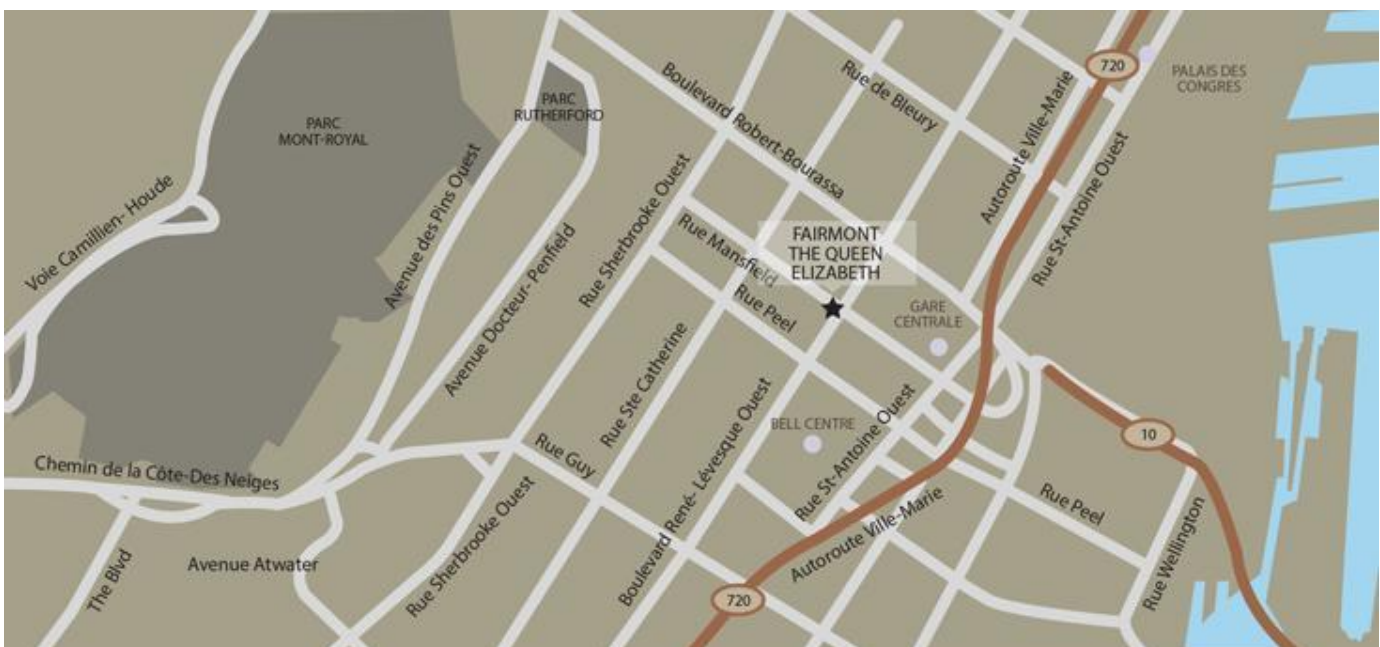 720
PALAIS DES
CONGRES
Boulevard Robert-Bourassa
Rue de Bleury
Autoroute Ville-Marie
PARC
RUTHERFORD
PARC
MONT-ROYAL
Voie Camillien- Houde
Avenue des Pins Ouest
Rue Sherbrooke Ouest
Rue St-Antoine Ouest
Rue Mansfield
FAIRMONT
THE QUEEN
ELIZABETH
Avenue Docteur- Penfield
Rue Peel
GARE
CENTRALE
Rue Ste Catherine
Boulevard René- Lévesque Ouest
Rue St-Antoine Ouest
BELL CENTRE
10
Rue Guy
Chemin de la Côte-Des Neiges
Rue Peel
Rue Sherbrooke Ouest
Autoroute Ville-Marie
Rue Wellington
Avenue Atwater
The Blvd
720